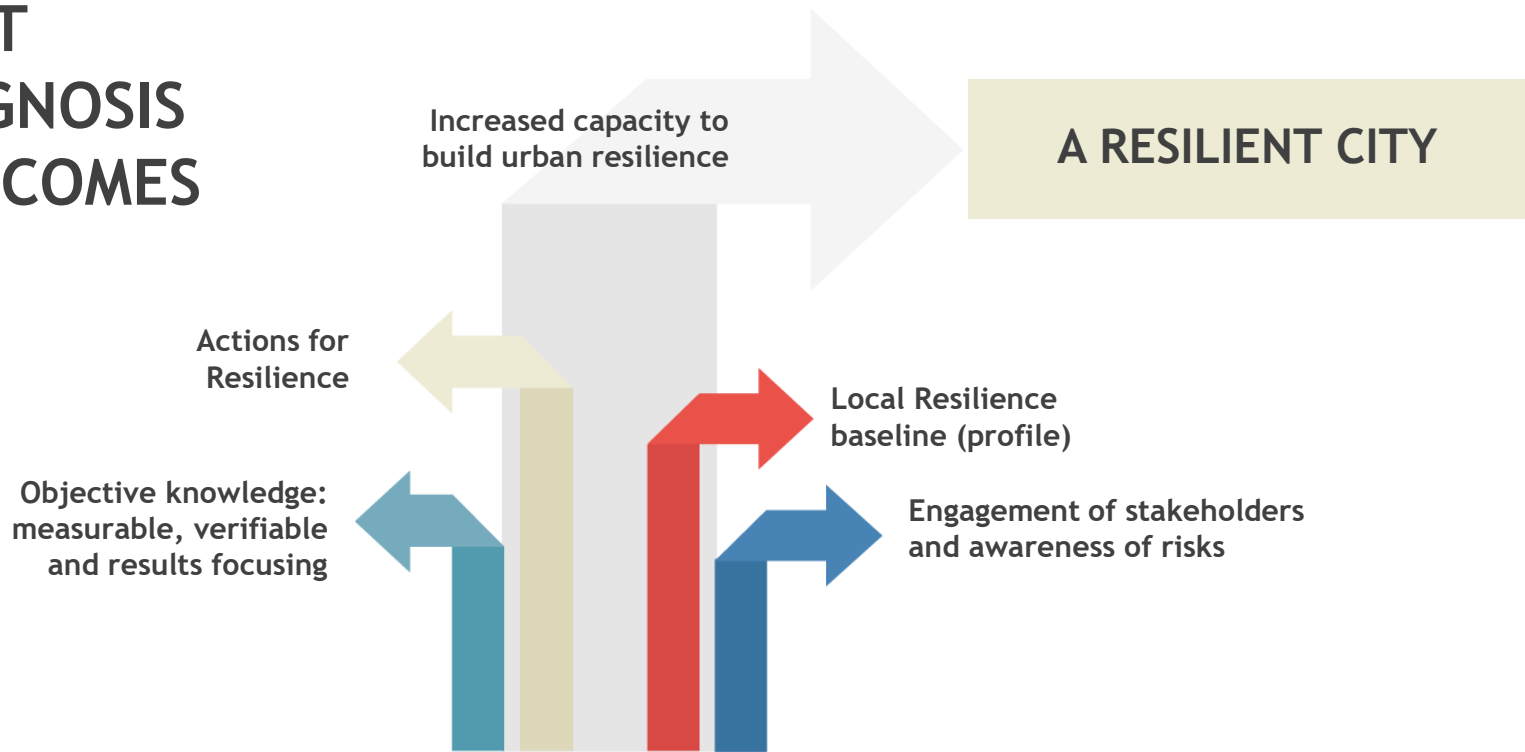 T
GNOSIS
COMES
Increased capacity to
build urban resilience
A RESILIENT CITY
Actions for
Resilience
Local Resilience
baseline (profile)
Objective knowledge:
measurable, verifiable
and results focusing
Engagement of stakeholders
and awareness of risks